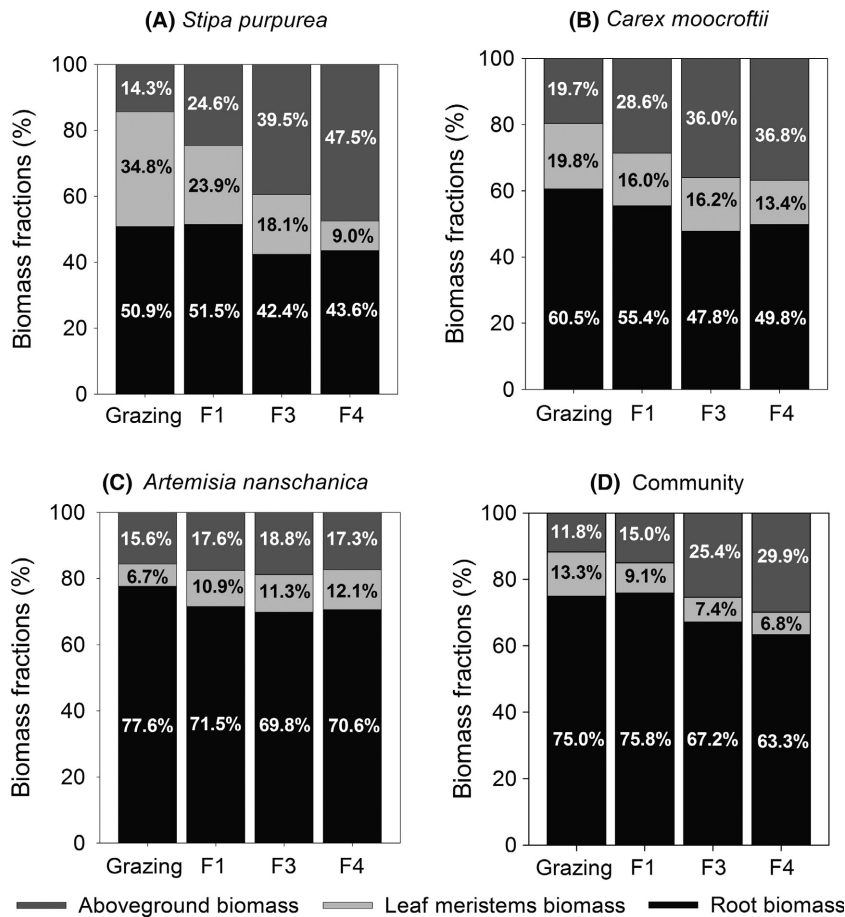 (A) Stipa purpurea
Biomass fractions (%)
100
80
60
40
20
0
14.3% 24.6% 39.5% 47.5%
34.8% 23.9% 18.1% 9.0%
50.9% 51.5% 42.4% 43.6%
Grazing F1 F3 F4
(B) Carex moocroftii
Biomass fractions (%)
100
80
60
40
20
0
19.7% 28.6% 36.0% 36.8%
19.8% 16.0% 16.2% 13.4%
60.5% 55.4% 47.8% 49.8%
Grazing F1 F3 F4
(C) Artemisia nanschanica
Biomass fractions (%)
100
80
60
40
20
0
15.6% 17.6% 18.8% 17.3%
6.7% 10.9% 11.3% 12.1%
77.6% 71.5% 69.8% 70.6%
Grazing F1 F3 F4
(D) Community
Biomass fractions (%)
100
80
60
40
20
0
11.8% 15.0% 25.4% 29.9%
13.3% 9.1% 7.4% 6.8%
75.0% 75.8% 67.2% 63.3%
Grazing F1 F3 F4
Aboveground biomass Leaf meristems biomass Root biomass